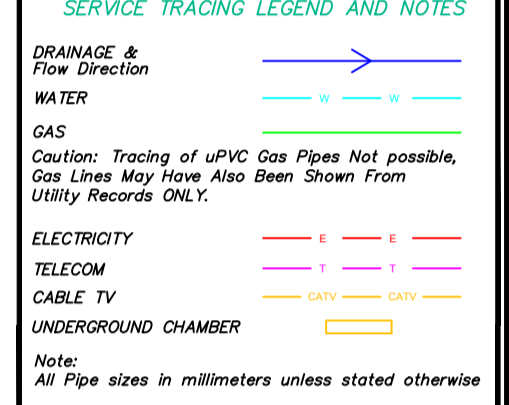 SERVICE TRACING LEGEND AND NOTES
DRAINAGE &
Flow Direction
WATER W W
GAS
Caution: Tracing of uPVC Gas Pipes Not possible,
Gas Lines May Have Also Been Shown From
Utility Records ONLY.
ELECTRICITY E E
TELECOM T T
CABLE TV CATV CATV
UNDERGROUND CHAMBER
Note:
All Pipe sizes in millimeters unless stated otherwise